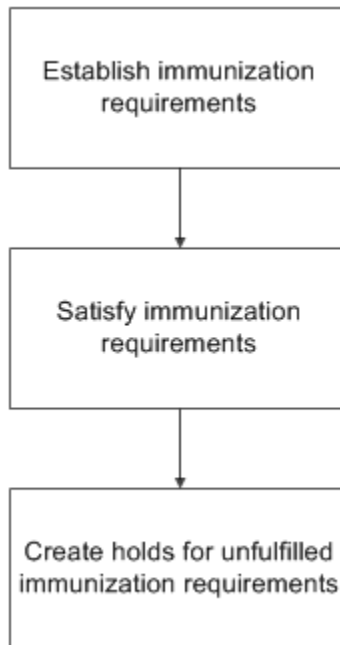 Establish immunization
requirements
Satisfy immunization
requirements
Create holds for unfulfilled
immunization requirements